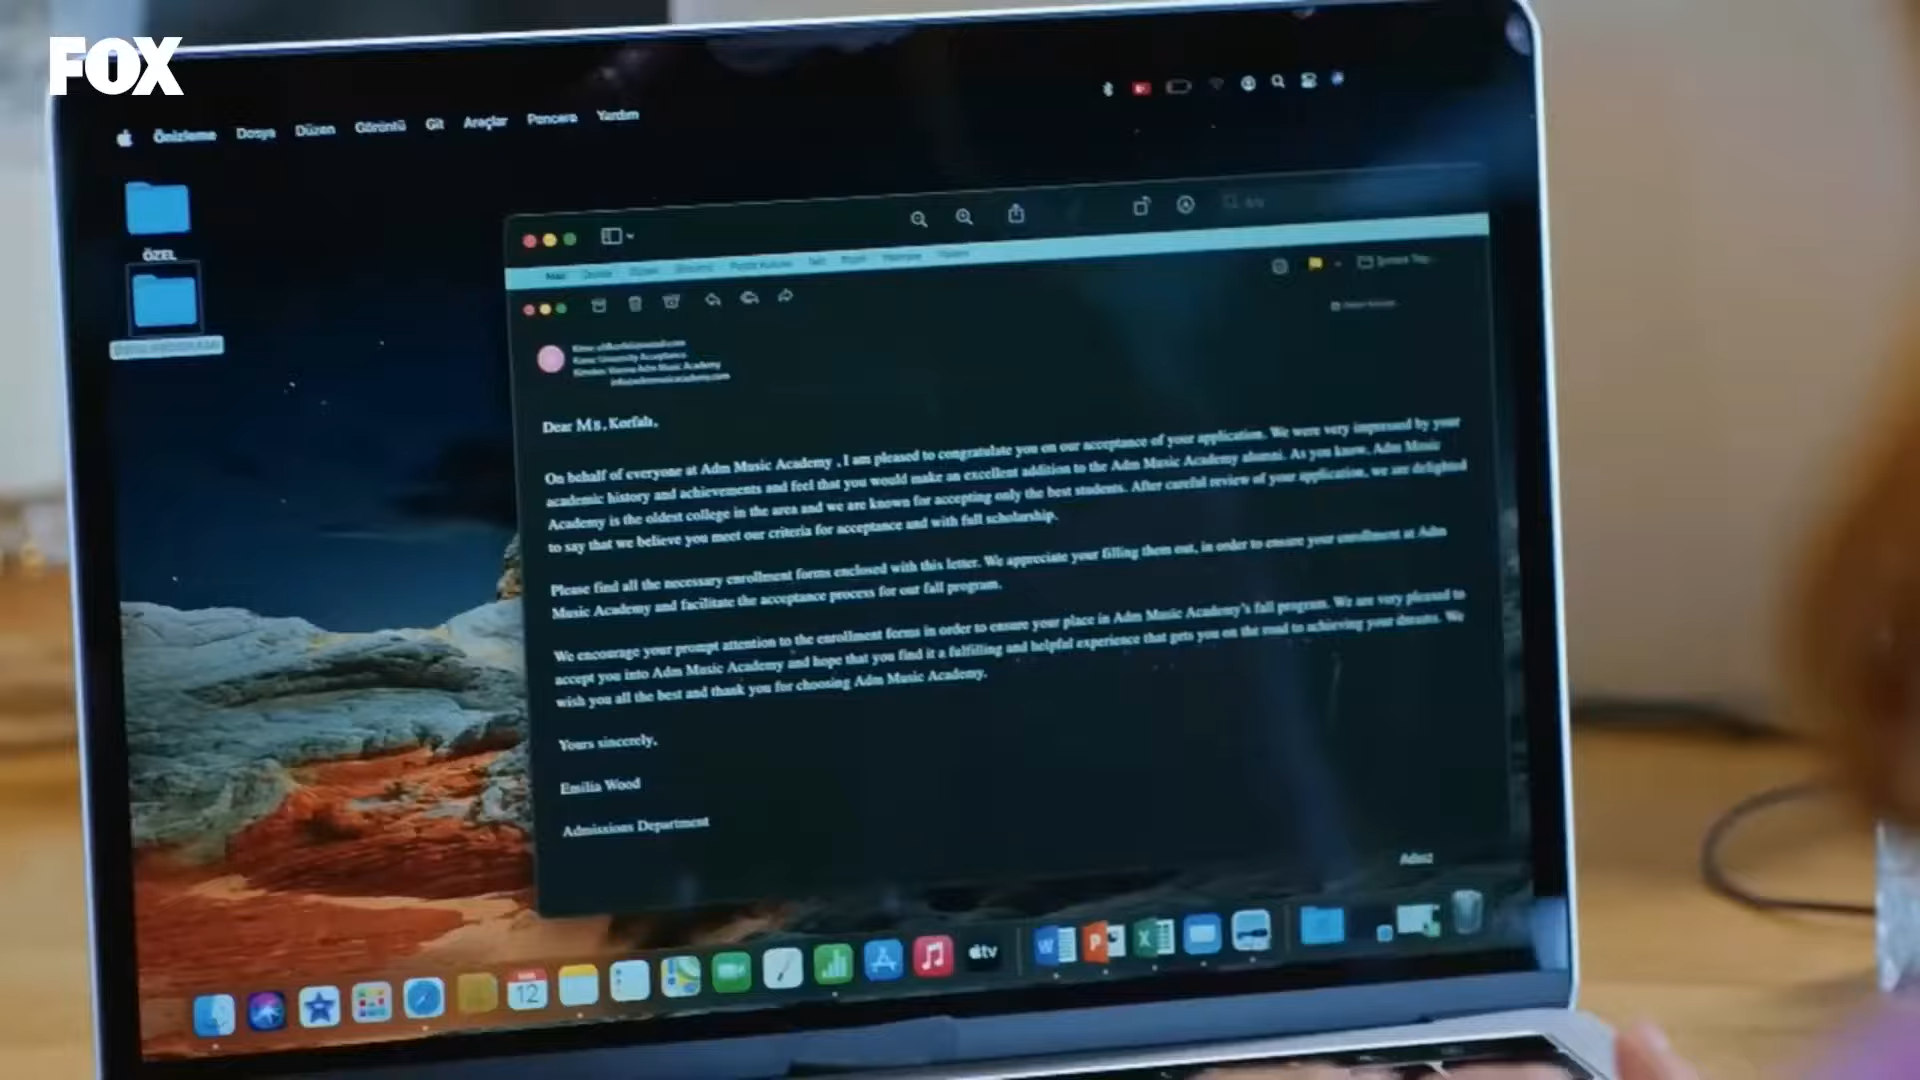 FOX
Önizleme Dosya Düzen Görüntü Git Araçlar Pencere Yardım
ÖZEL
Konu: University Acceptance
Kimden: Vienna Adm Music Academy
Dear Ms. Korfalı,
On behalf of everyone at Adm Music Academy , I am pleased to congratulate you on our acceptance of your application. We were very impressed by your
academic history and achievements and feel that you would make an excellent addition to the Adm Music Academy alumni. As you know, Adm Music
Academy is the oldest college in the area and we are known for accepting only the best students. After careful review of your application, we are delighted
to say that we believe you meet our criteria for acceptance and with full scholarship.
Please find all the necessary enrollment forms enclosed with this letter. We appreciate your filling them out, in order to ensure your enrollment at Adm
Music Academy and facilitate the acceptance process for our fall program.
We encourage your prompt attention to the enrollment forms in order to ensure your place in Adm Music Academy's fall program. We are very pleased to
accept you into Adm Music Academy and hope that you find it a fulfilling and helpful experience that gets you on the road to achieving your dreams. We
wish you all the best and thank you for choosing Adm Music Academy.
Yours sincerely,
Emilia Wood
Admissions Department
Adsız
12
tv
W
P
X